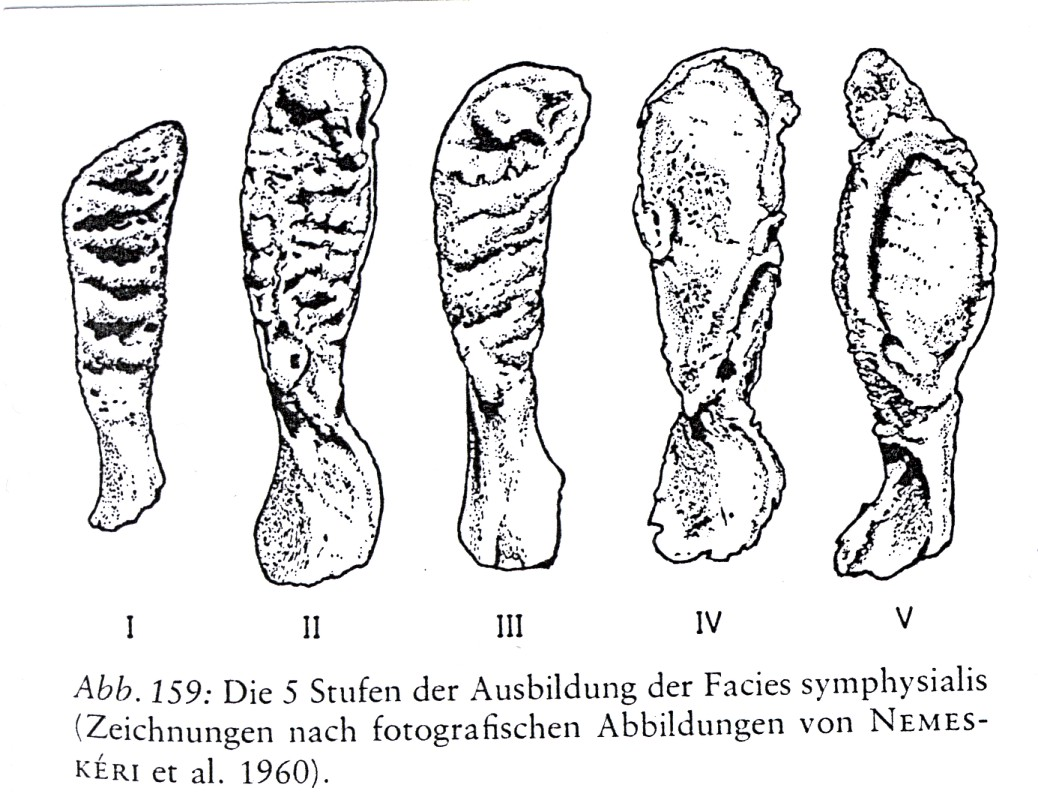 I II III IV V
Abb. 159: Die 5 Stufen der Ausbildung der Facies symphysialis
(Zeichnungen nach fotografischen Abbildungen von NEMES-
KÉRI et al. 1960).